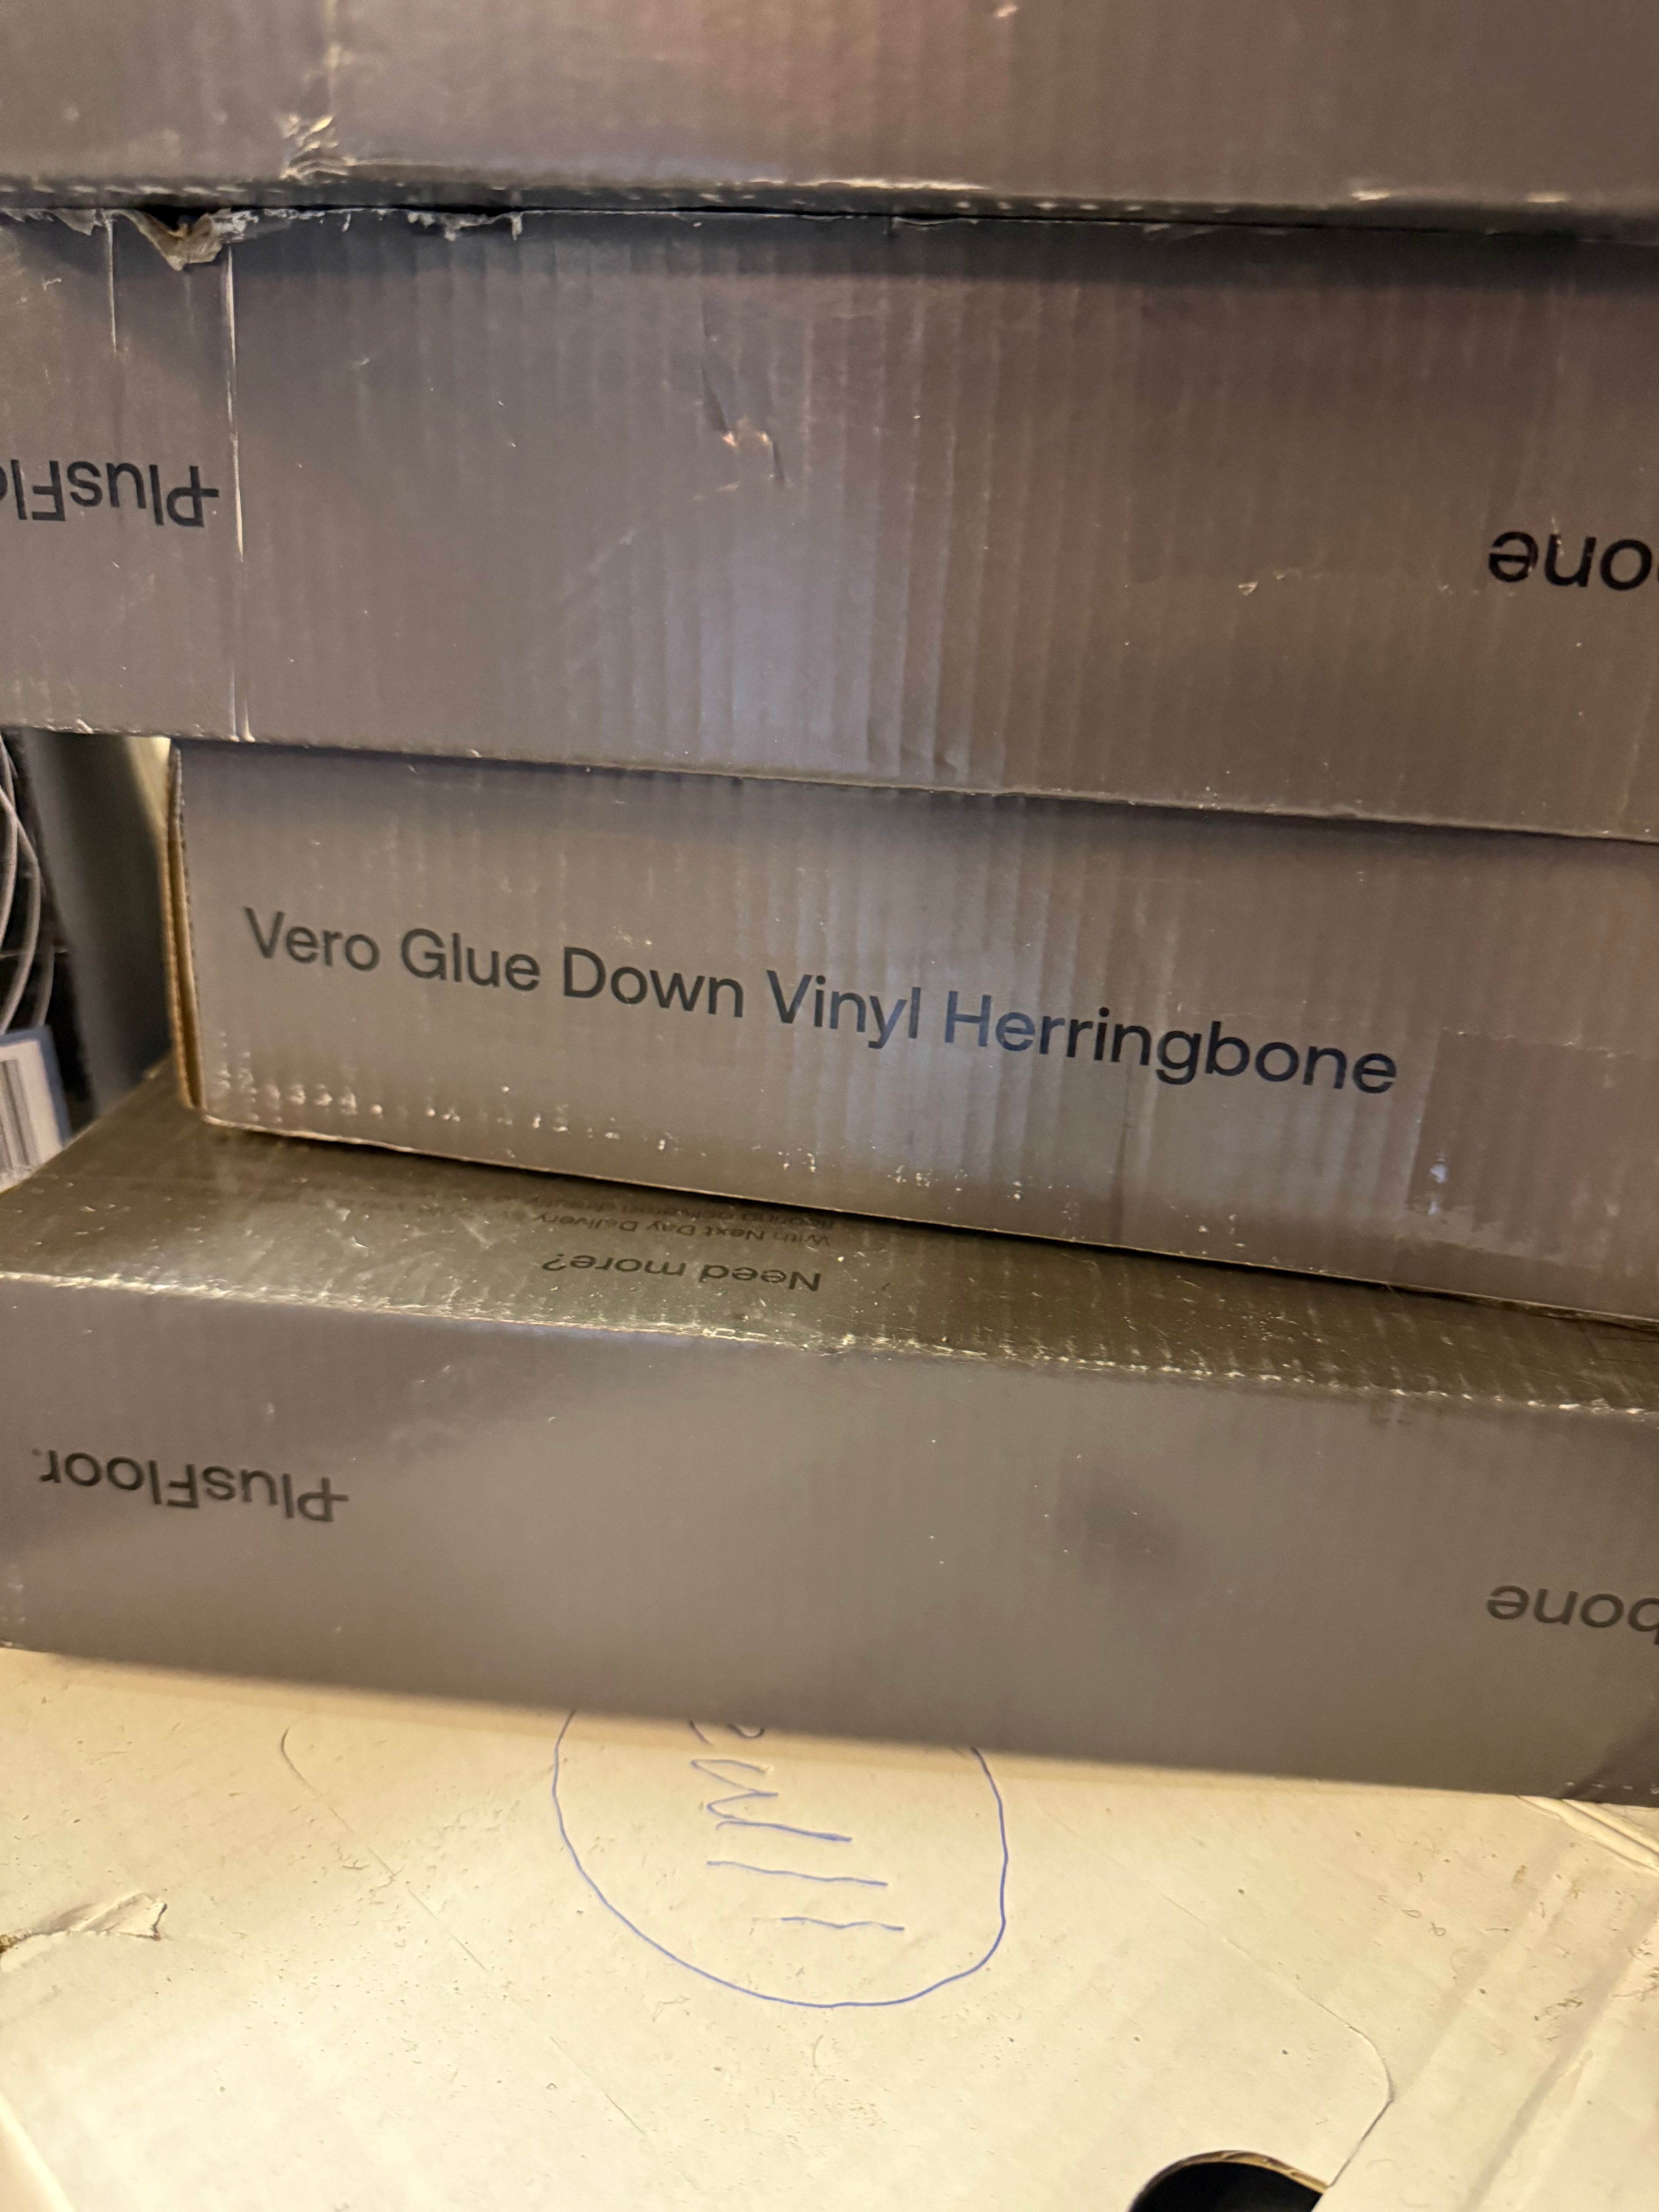 PlusFlo
one
Vero Glue Down Vinyl Herringbone
With Next Day Delivery
Need more?
PlusFloor.
bone